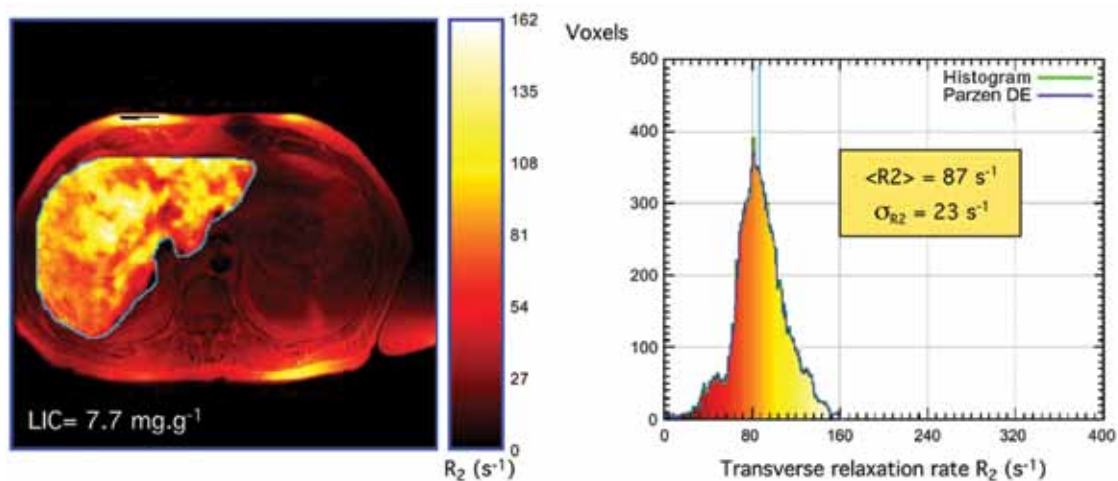 LIC= 7.7 mg.g⁻¹
162
135
108
81
54
27
0
R₂ (s⁻¹)
Voxels
500
400
300
200
100
0
Histogram
Parzen DE
<R2> = 87 s⁻¹
σR2 = 23 s⁻¹
0 80 160 240 320 400
Transverse relaxation rate R₂ (s⁻¹)